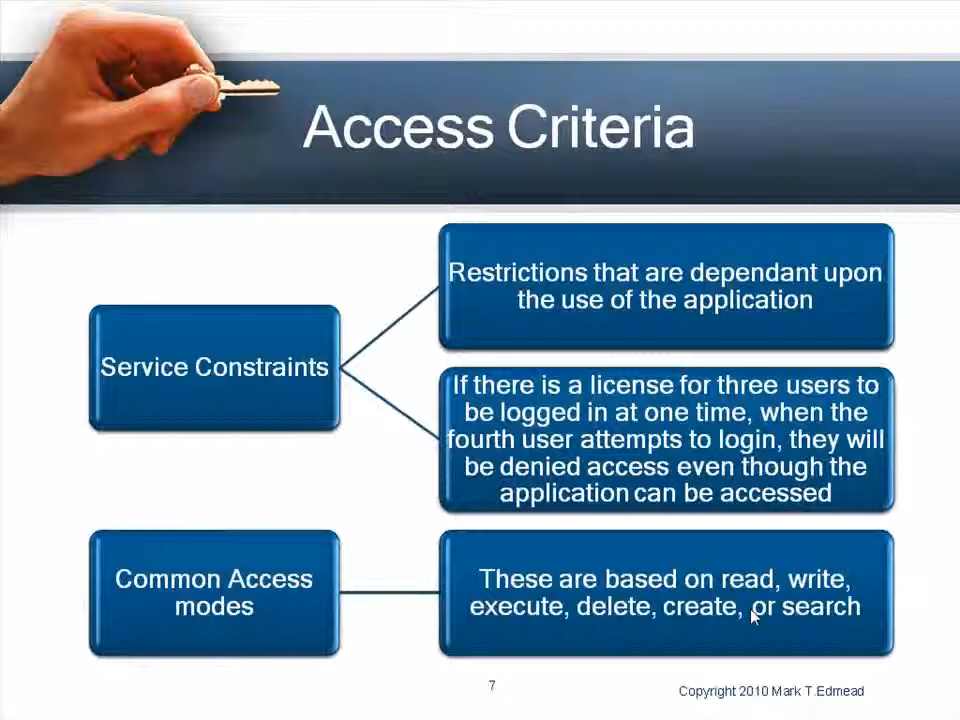 Access Criteria
Service Constraints
Restrictions that are dependant upon
the use of the application
If there is a license for three users to
be logged in at one time, when the
fourth user attempts to login, they will
be denied access even though the
application can be accessed
Common Access
modes
These are based on read, write,
execute, delete, create, or search
7
Copyright 2010 Mark T.Edmead